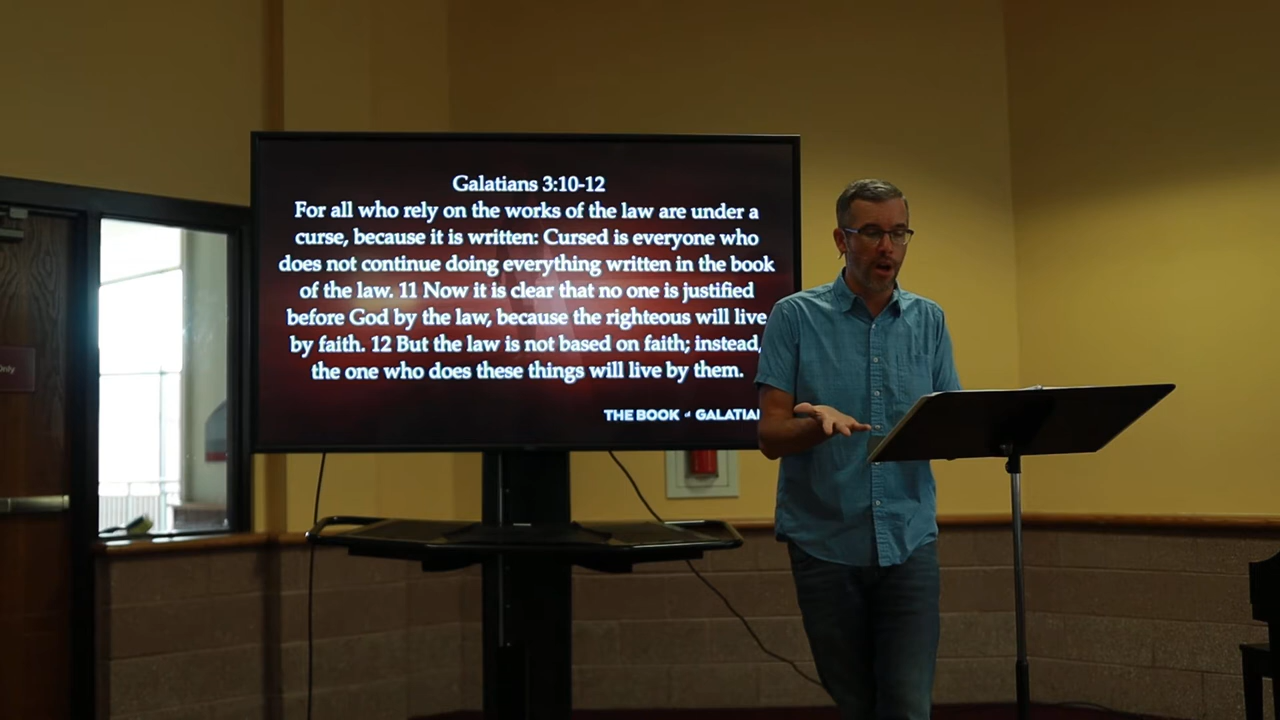 Galatians 3:10-12
For all who rely on the works of the law are under a
curse, because it is written: Cursed is everyone who
does not continue doing everything written in the book
of the law. 11 Now it is clear that no one is justified
before God by the law, because the righteous will live
by faith. 12 But the law is not based on faith; instead,
the one who does these things will live by them.
THE BOOK of GALATIAN
nly